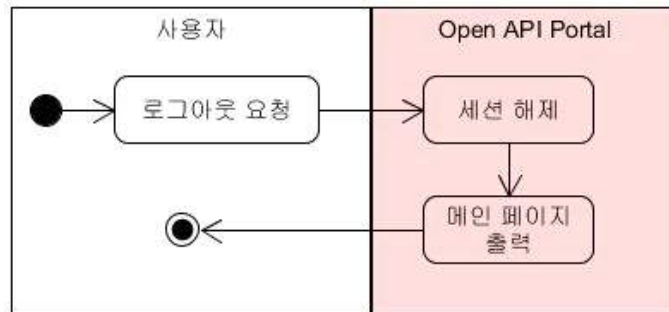 사용자
Open API Portal
로그아웃 요청
세션 해제
메인 페이지
출력